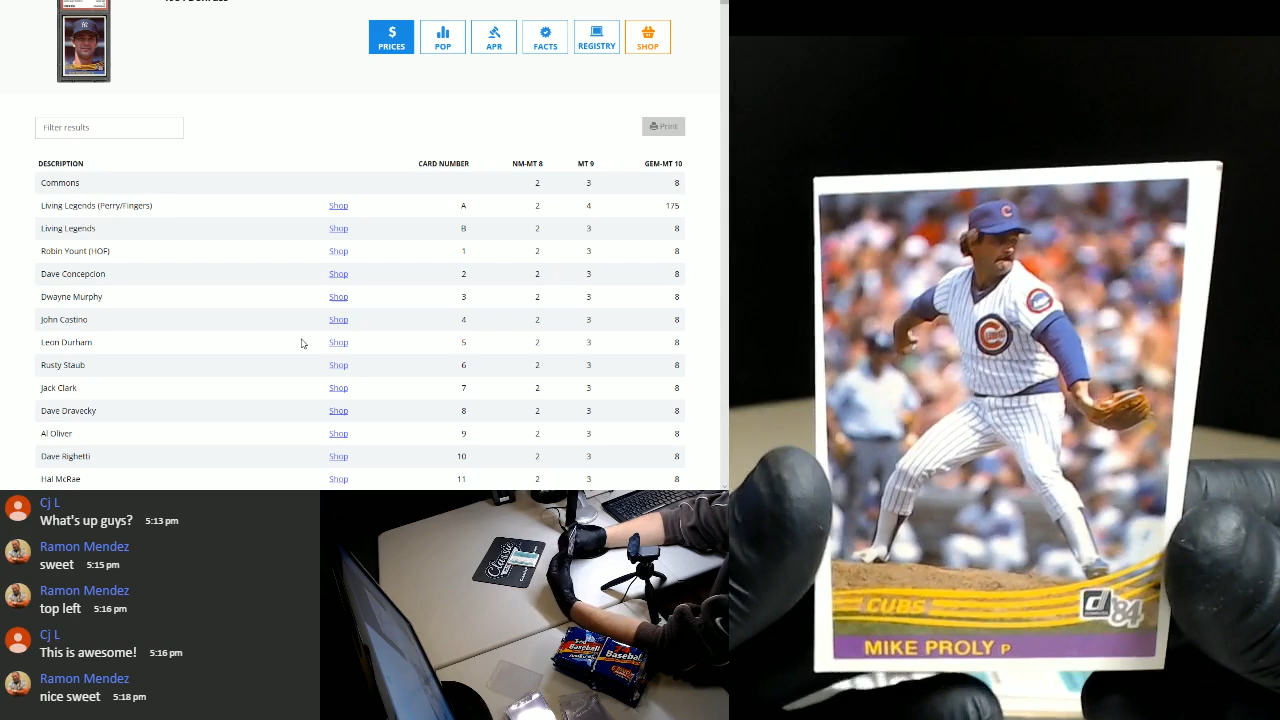 PRICES
POP
APR
FACTS
REGISTRY
SHOP
Filter results
Print
DESCRIPTION CARD NUMBER NM-MT 8 MT 9 GEM-MT 10
Commons 2 3 8
Living Legends (Perry/Fingers) Shop A 2 4 175
Living Legends Shop B 2 3 8
Robin Yount (HOF) Shop 1 2 3 8
Dave Concepcion Shop 2 2 3 8
Dwayne Murphy Shop 3 2 3 8
John Castino Shop 4 2 3 8
Leon Durham Shop 5 2 3 8
Rusty Staub Shop 6 2 3 8
Jack Clark Shop 7 2 3 8
Dave Dravecky Shop 8 2 3 8
Al Oliver Shop 9 2 3 8
Dave Righetti Shop 10 2 3 8
Hal McRae Shop 11 2 3 8
Cj L
What's up guys? 5:13 pm
Ramon Mendez
sweet 5:15 pm
Ramon Mendez
top left 5:16 pm
Cj L
This is awesome! 5:16 pm
Ramon Mendez
nice sweet 5:18 pm
Classic
Baseball
Baseball
C
CUBS
d '84
MIKE PROLY P